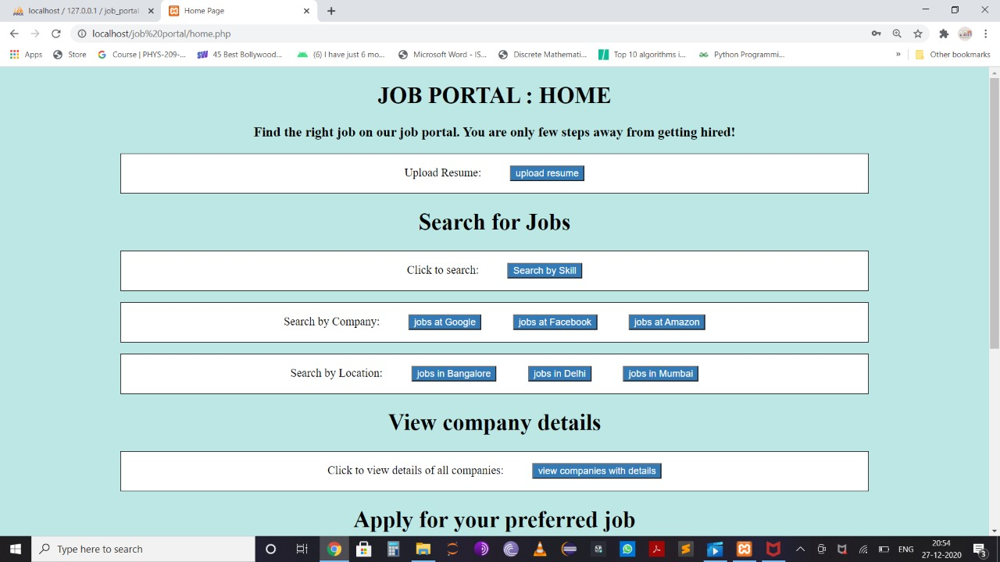 localhost / 127.0.0.1 / job_portal
Home Page
localhost/job%20portal/home.php
Apps Store Course | PHYS-209-... 45 Best Bollywood... (6) I have just 6 mo... Microsoft Word - IS... Discrete Mathemati... Top 10 algorithms i... Python Programmi... » Other bookmarks
JOB PORTAL : HOME
Find the right job on our job portal. You are only few steps away from getting hired!
Upload Resume: upload resume
Search for Jobs
Click to search: Search by Skill
Search by Company: jobs at Google jobs at Facebook jobs at Amazon
Search by Location: jobs in Bangalore jobs in Delhi jobs in Mumbai
View company details
Click to view details of all companies: view companies with details
Apply for your preferred job
Type here to search
ENG
20:54
27-12-2020
3